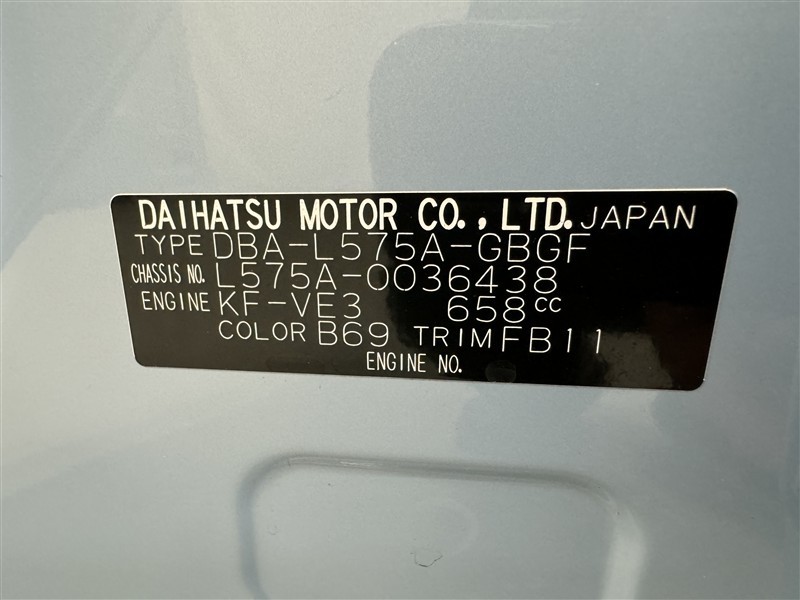 DAIHATSU MOTOR CO., LTD. JAPAN
TYPE DBA-L575A-GBGF
CHASSIS NO. L575A-0036438
ENGINE KF-VE3 658cc
COLOR B69 TRIM FB11
ENGINE NO.